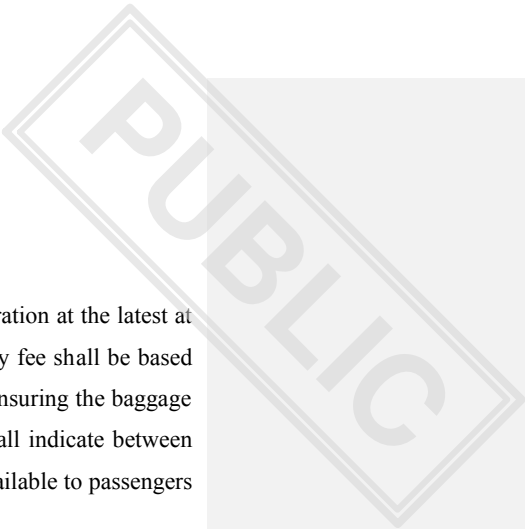 PUBLIC
ration at the latest at
y fee shall be based
nsuring the baggage
all indicate between
ailable to passengers